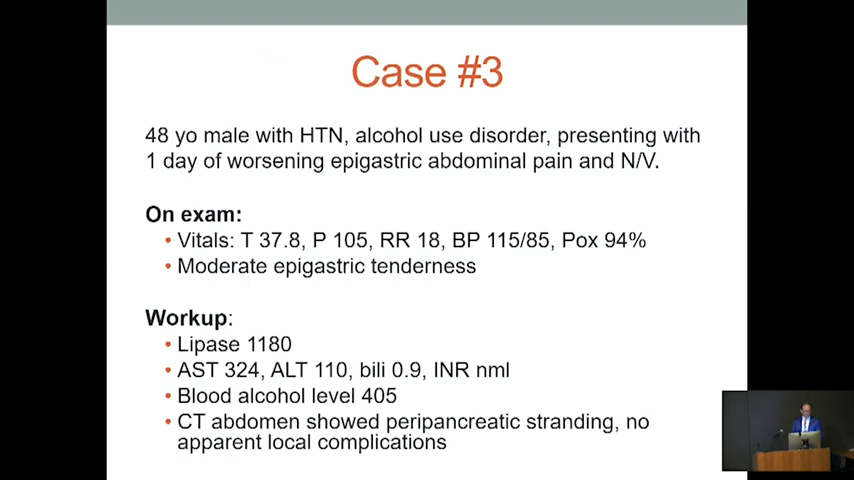 Case #3
48 yo male with HTN, alcohol use disorder, presenting with
1 day of worsening epigastric abdominal pain and N/V.
On exam:
• Vitals: T 37.8, P 105, RR 18, BP 115/85, Pox 94%
• Moderate epigastric tenderness
Workup:
• Lipase 1180
• AST 324, ALT 110, bili 0.9, INR nml
• Blood alcohol level 405
• CT abdomen showed peripancreatic stranding, no
apparent local complications